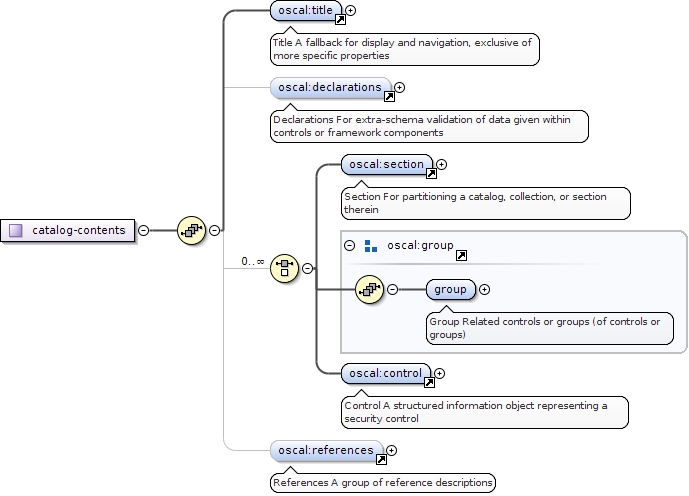 oscal:title
Title A fallback for display and navigation, exclusive of
more specific properties
oscal:declarations
Declarations For extra-schema validation of data given within
controls or framework components
oscal:section
Section For partitioning a catalog, collection, or section
therein
catalog-contents
oscal:group
0..∞
group
Group Related controls or groups (of controls or
groups)
oscal:control
Control A structured information object representing a
security control
oscal:references
References A group of reference descriptions